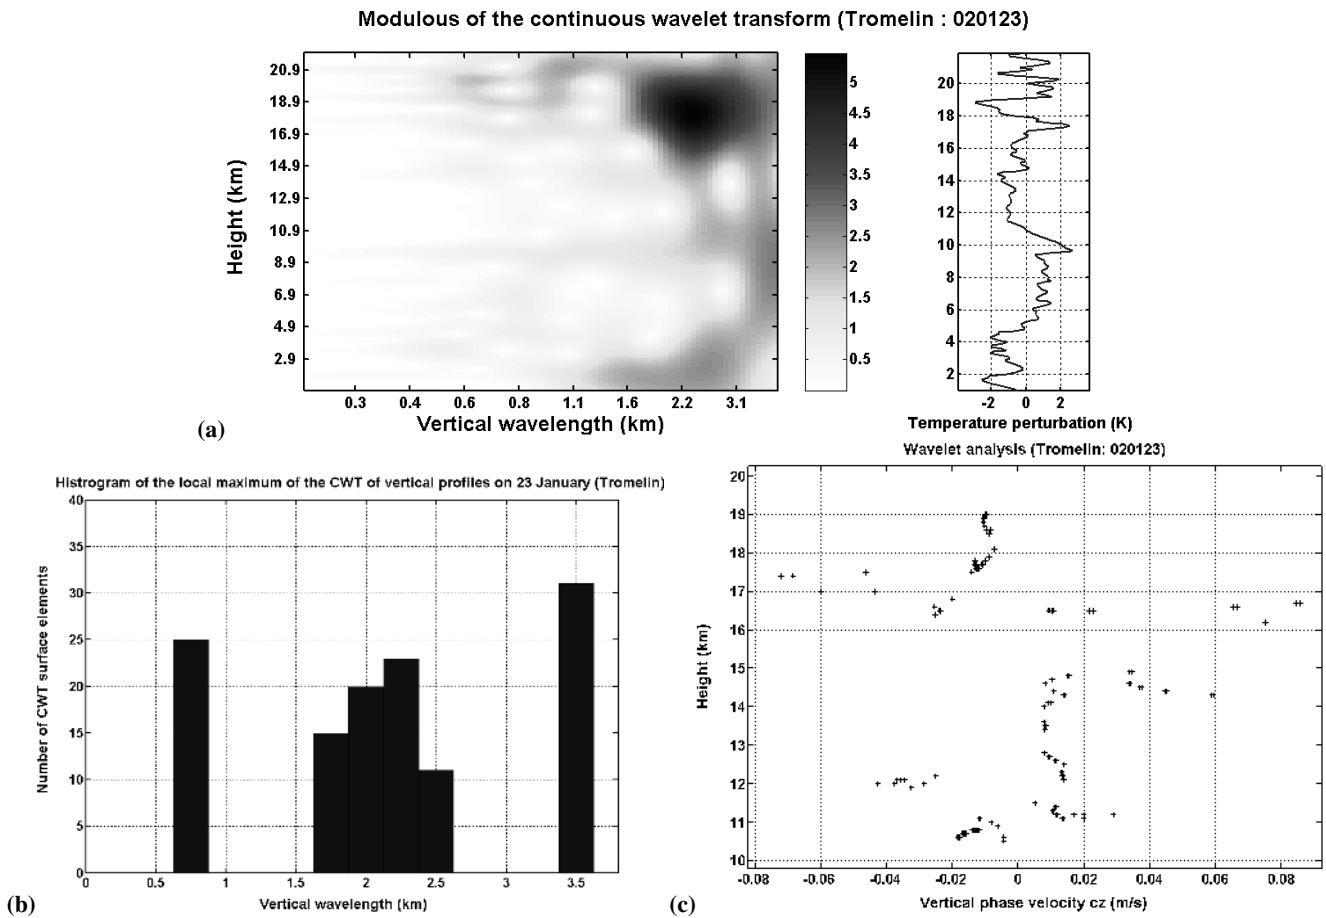 Modulous of the continuous wavelet transform (Tromelin : 020123)
Height (km)
20.9
18.9
16.9
14.9
12.9
10.9
8.9
6.9
4.9
2.9
0.3 0.4 0.6 0.8 1.1 1.6 2.2 3.1
Vertical wavelength (km)
5
4.5
4
3.5
3
2.5
2
1.5
1
0.5
20
18
16
14
12
10
8
6
4
2
-2 0 2
Temperature perturbation (K)
(a)
Histrogram of the local maximum of the CWT of vertical profiles on 23 January (Tromelin)
Number of CWT surface elements
40
35
30
25
20
15
10
5
0
0 0.5 1 1.5 2 2.5 3 3.5
Vertical wavelength (km)
(b)
Wavelet analysis (Tromelin: 020123)
Height (km)
20
19
18
17
16
15
14
13
12
11
10
-0.08 -0.06 -0.04 -0.02 0 0.02 0.04 0.06 0.08
Vertical phase velocity cz (m/s)
(c)